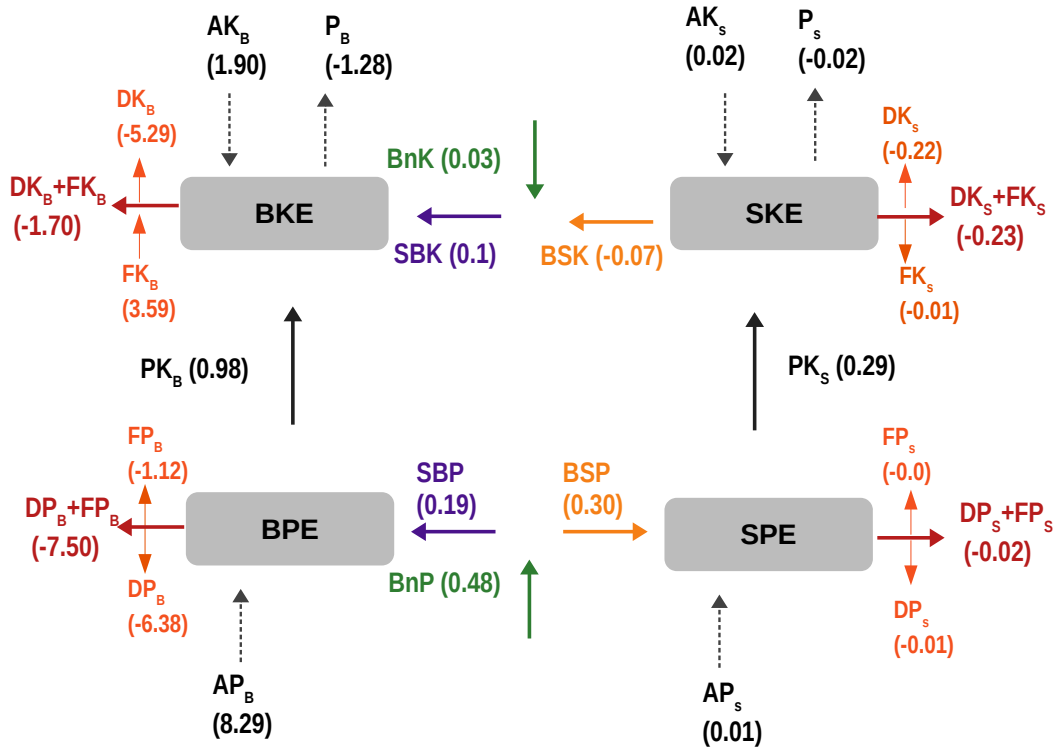 AK_B
(1.90)
P_B
(-1.28)
AK_s
(0.02)
P_s
(-0.02)
DK_B
(-5.29)
DK_B+FK_B
(-1.70)
FK_B
(3.59)
BKE
BnK (0.03)
SBK (0.1)
BSK (-0.07)
SKE
DK_s
(-0.22)
DK_S+FK_S
(-0.23)
FK_s
(-0.01)
PK_B (0.98)
PK_S (0.29)
FP_B
(-1.12)
DP_B+FP_B
(-7.50)
DP_B
(-6.38)
BPE
SBP
(0.19)
BSP
(0.30)
BnP (0.48)
SPE
FP_s
(-0.0)
DP_S+FP_S
(-0.02)
DP_s
(-0.01)
AP_B
(8.29)
AP_s
(0.01)